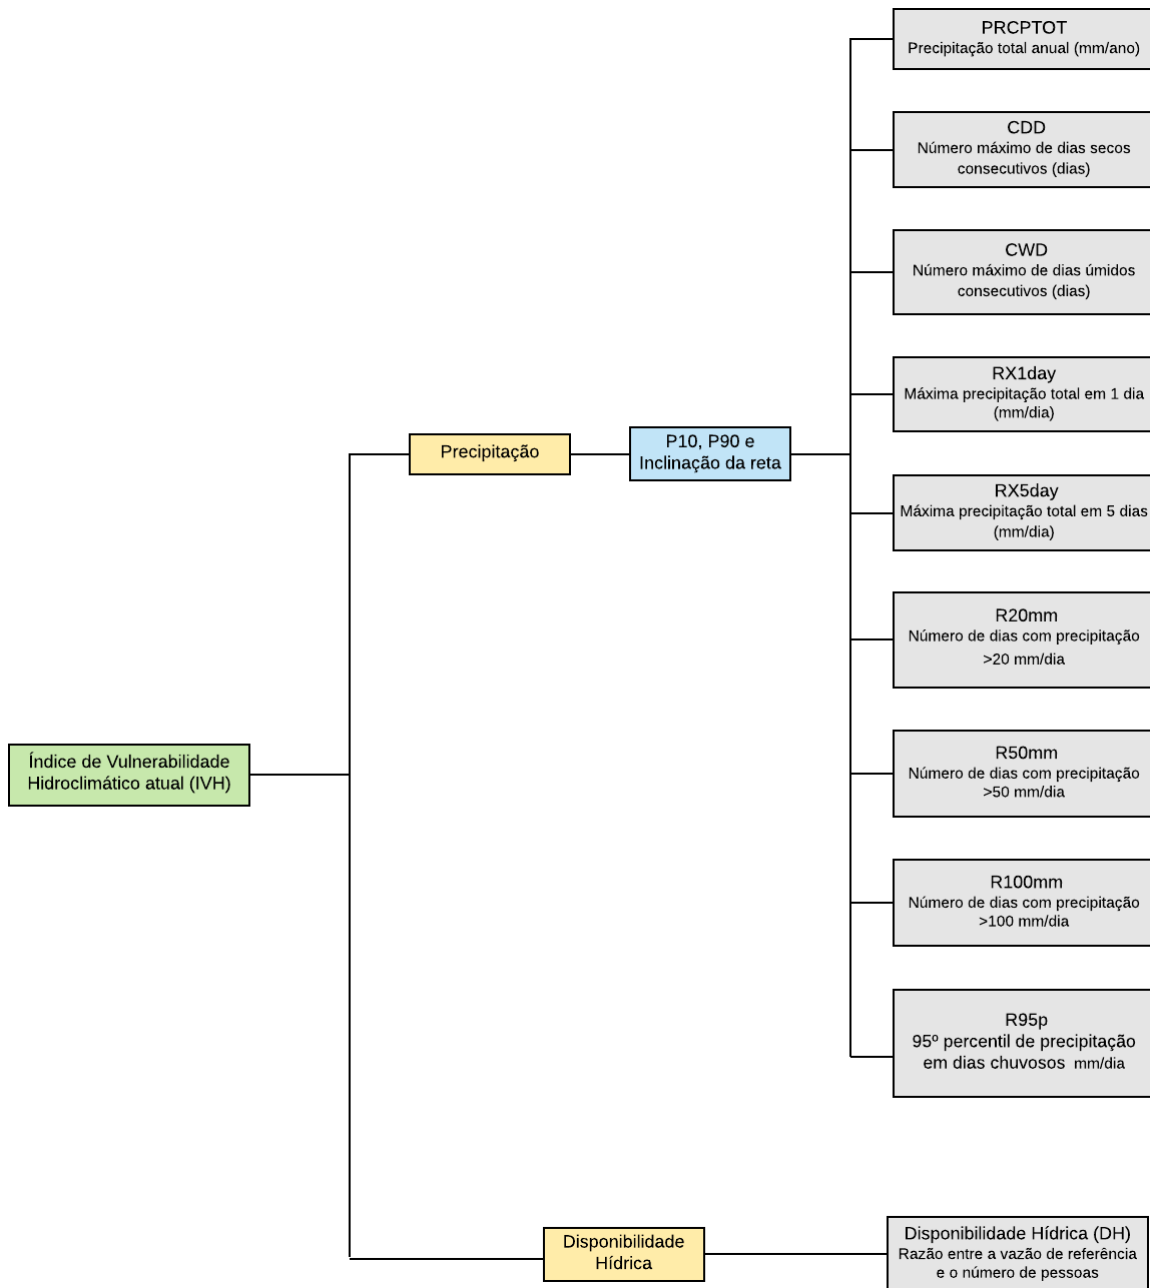 PRCPTOT
Precipitação total anual (mm/ano)
CDD
Número máximo de dias secos
consecutivos (dias)
CWD
Número máximo de dias úmidos
consecutivos (dias)
RX1day
Máxima precipitação total em 1 dia
(mm/dia)
Precipitação
P10, P90 e
Inclinação da reta
RX5day
Máxima precipitação total em 5 dias
(mm/dia)
R20mm
Número de dias com precipitação
>20 mm/dia
Índice de Vulnerabilidade
Hidroclimático atual (IVH)
R50mm
Número de dias com precipitação
>50 mm/dia
R100mm
Número de dias com precipitação
>100 mm/dia
R95p
95º percentil de precipitação
em dias chuvosos mm/dia
Disponibilidade
Hídrica
Disponibilidade Hídrica (DH)
Razão entre a vazão de referência
e o número de pessoas